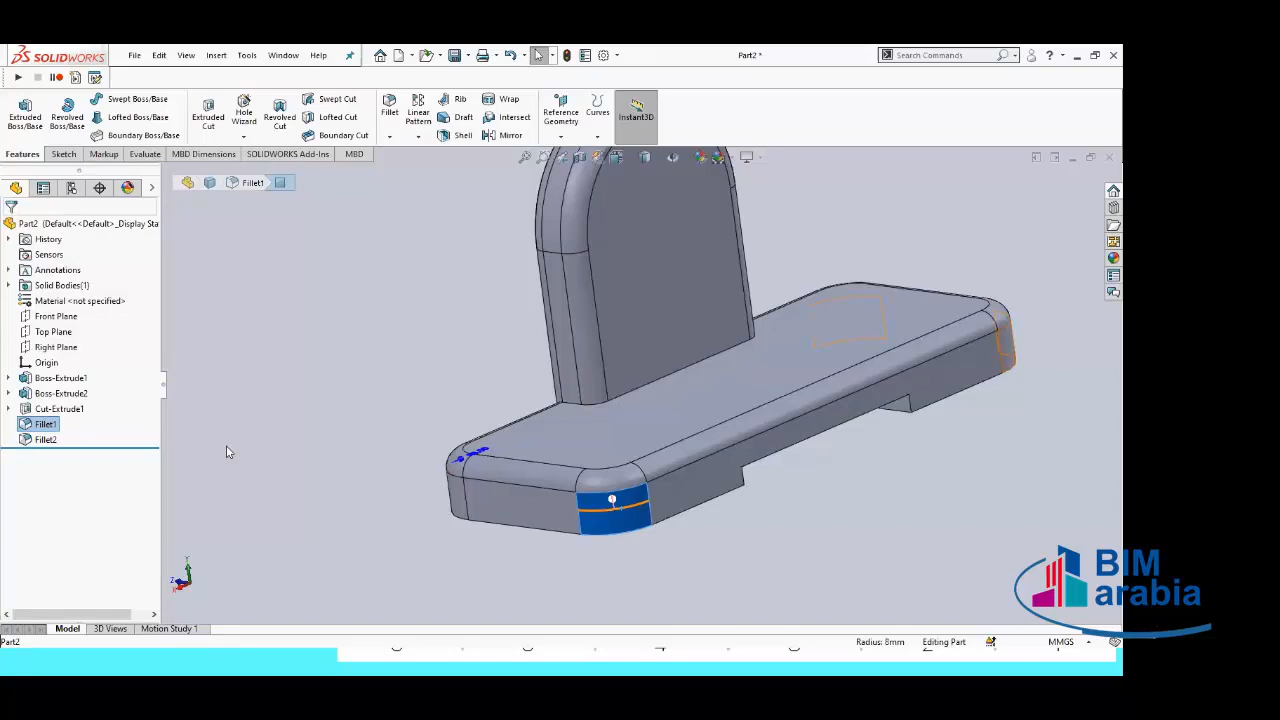 SOLIDWORKS
File Edit View Insert Tools Window Help
Part2 *
Search Commands
Extruded Boss/Base
Revolved Boss/Base
Swept Boss/Base
Lofted Boss/Base
Boundary Boss/Base
Extruded Cut
Hole Wizard
Revolved Cut
Swept Cut
Lofted Cut
Boundary Cut
Fillet
Linear Pattern
Rib
Draft
Shell
Wrap
Intersect
Mirror
Reference Geometry
Curves
Instant3D
Features Sketch Markup Evaluate MBD Dimensions SOLIDWORKS Add-Ins MBD
Fillet1
Part2 (Default<<Default>_Display Sta
History
Sensors
Annotations
Solid Bodies(1)
Material <not specified>
Front Plane
Top Plane
Right Plane
Origin
Boss-Extrude1
Boss-Extrude2
Cut-Extrude1
Fillet1
Fillet2
BIM
arabia
Model 3D Views Motion Study 1
Part2
Radius: 8mm Editing Part MMGS